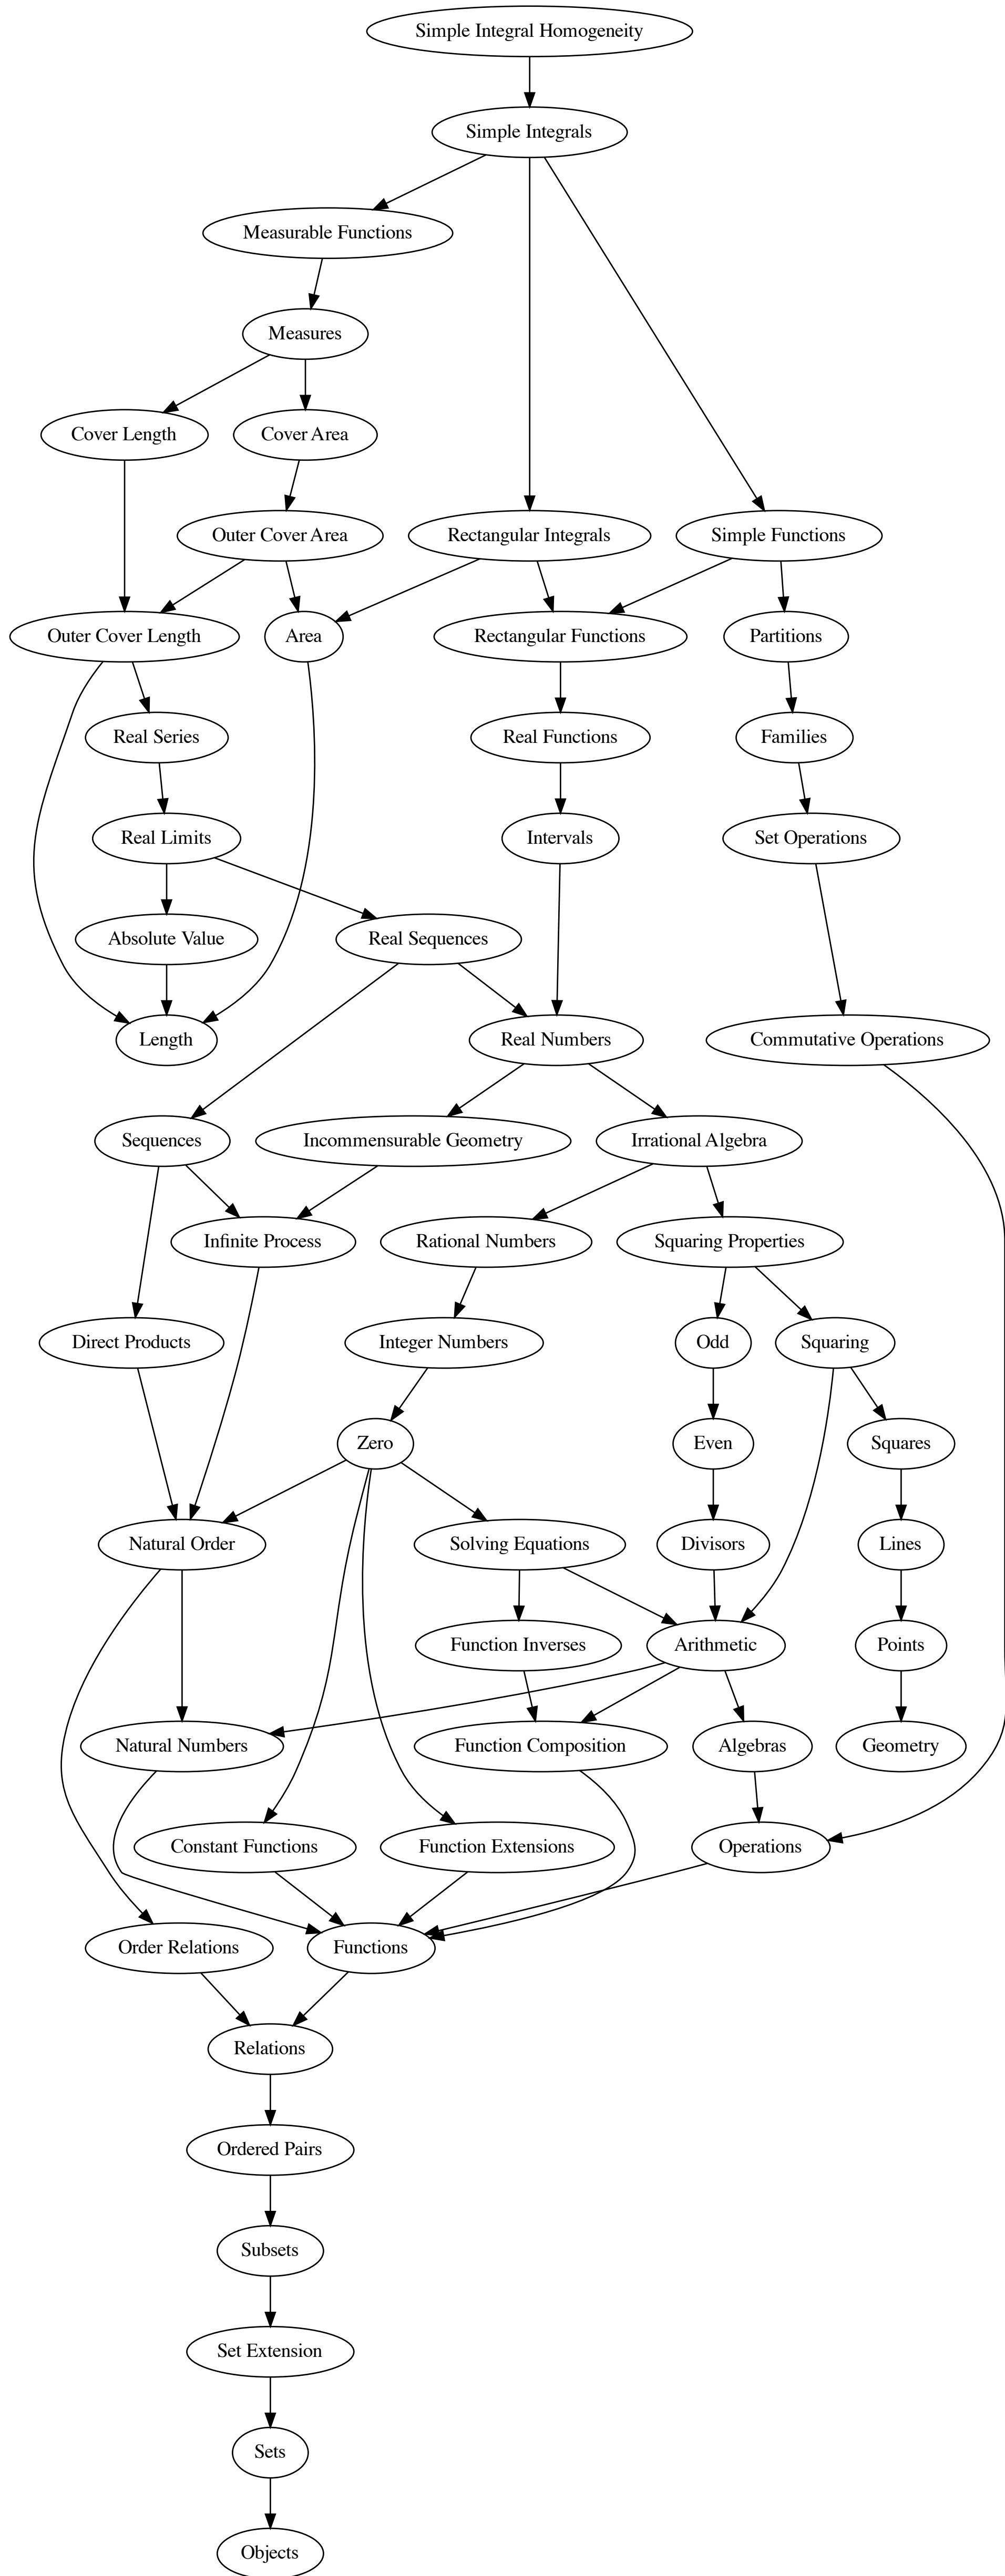 Simple Integral Homogeneity
Simple Integrals
Measurable Functions
Measures
Cover Length
Cover Area
Outer Cover Area
Rectangular Integrals
Simple Functions
Outer Cover Length
Area
Rectangular Functions
Partitions
Real Series
Real Functions
Families
Real Limits
Intervals
Set Operations
Absolute Value
Real Sequences
Length
Real Numbers
Commutative Operations
Sequences
Incommensurable Geometry
Irrational Algebra
Infinite Process
Rational Numbers
Squaring Properties
Direct Products
Integer Numbers
Odd
Squaring
Zero
Even
Squares
Natural Order
Solving Equations
Divisors
Lines
Function Inverses
Arithmetic
Points
Natural Numbers
Function Composition
Algebras
Geometry
Constant Functions
Function Extensions
Operations
Order Relations
Functions
Relations
Ordered Pairs
Subsets
Set Extension
Sets
Objects